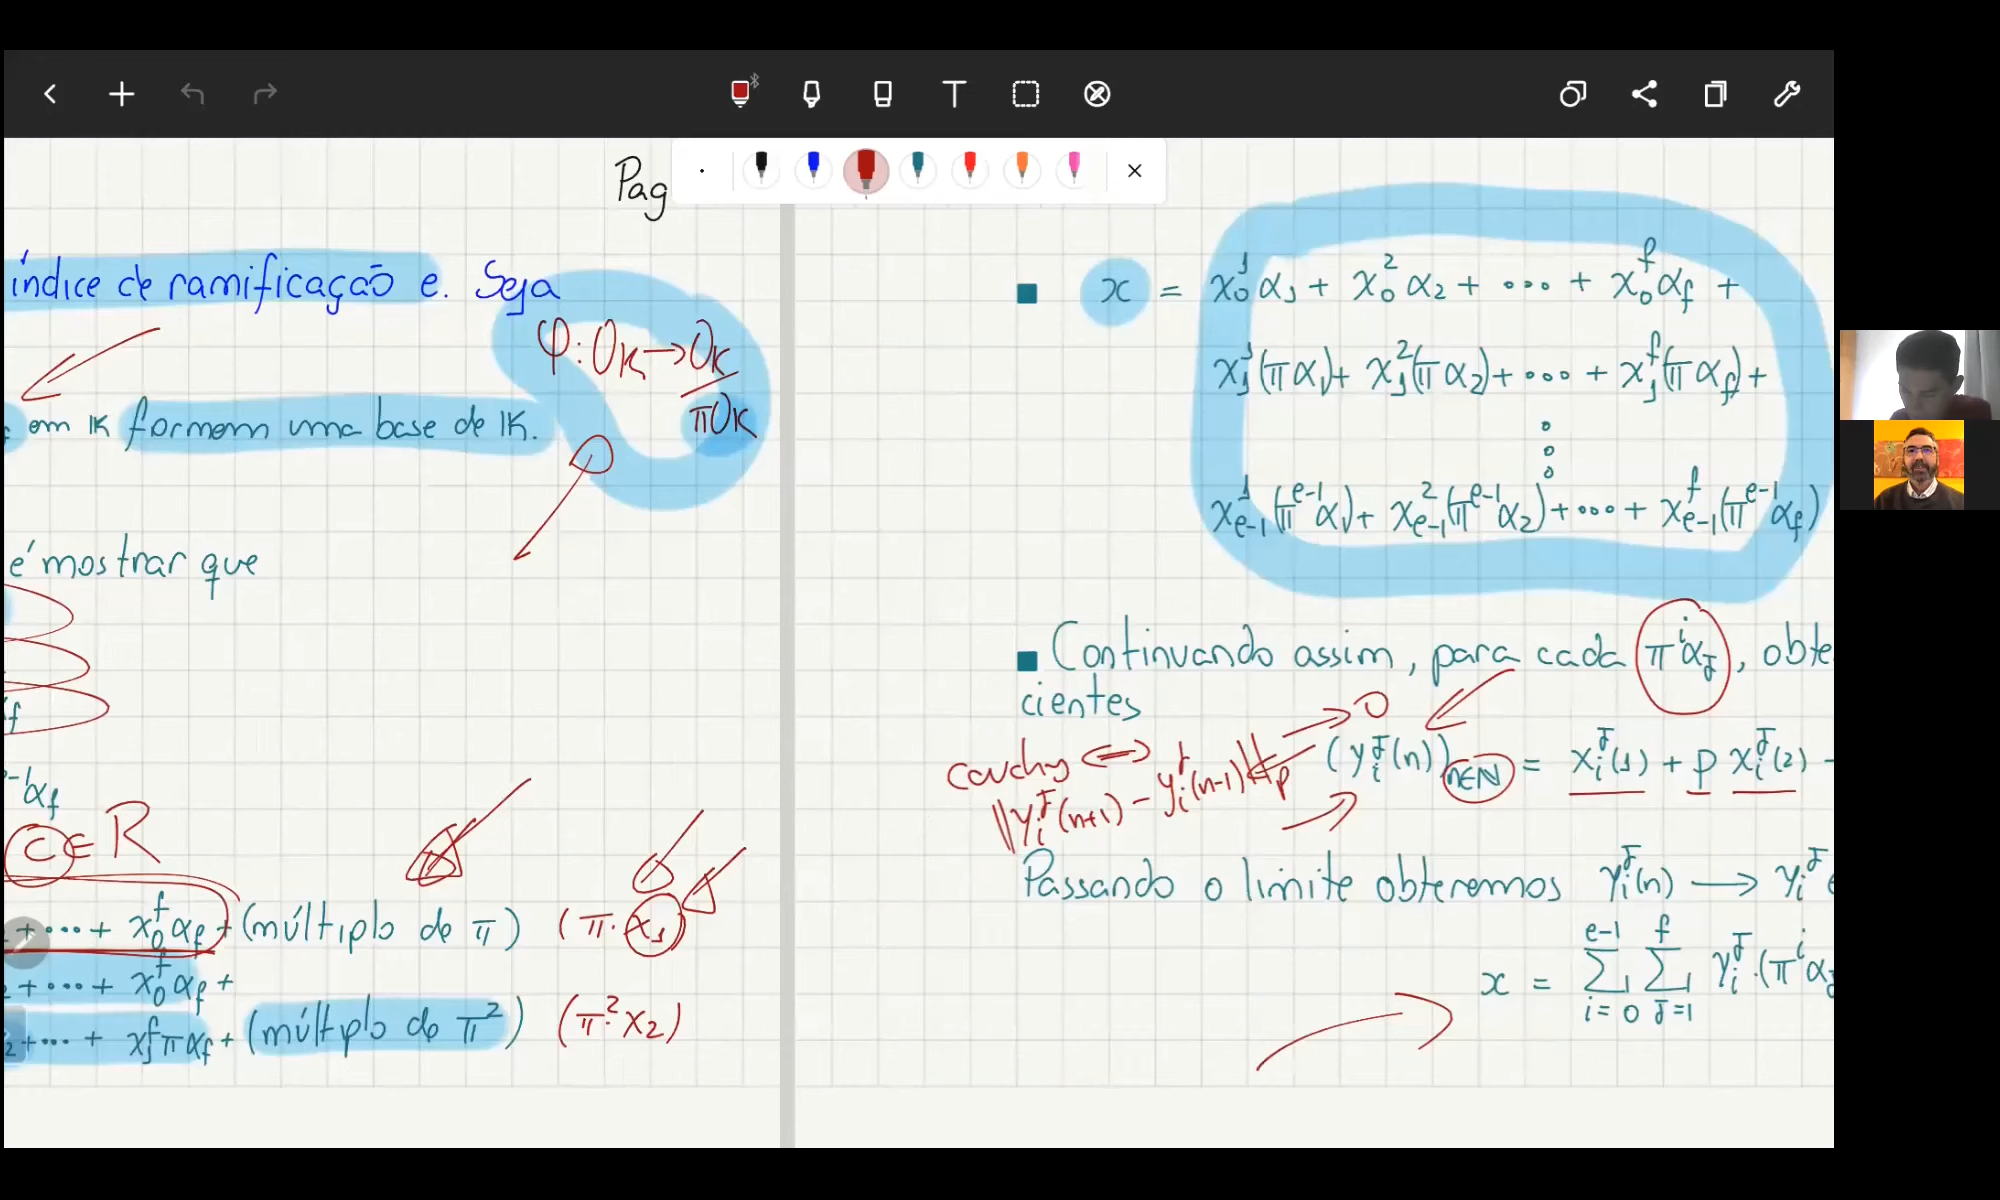 Pag
índice de ramificação e. Seja
φ: O_K → O_K / πO_K
em K formem uma base de K.
é mostrar que
α_f
C ∈ R
+ ••• + x_0^f α_f + (múltiplo de π) (π · x_1)
+ ••• + x_0^f α_f +
+ ••• + x_1^f π α_f + (múltiplo de π²) (π² · x_2)
■ x = x_0^1 α_1 + x_0^2 α_2 + ••• + x_0^f α_f +
x_1^1 (π α_1) + x_1^2 (π α_2) + ••• + x_1^f (π α_f) +
x_{e-1}^1 (π^{e-1} α_1) + x_{e-1}^2 (π^{e-1} α_2) + ••• + x_{e-1}^f (π^{e-1} α_f)
■ Continuando assim, para cada π^i α_j, obte
cientes
(y_i^j(n))_{n∈N} = x_i^j(1) + p x_i^j(2) -
cauchy ↔ ||y_i^j(n+1) - y_i^j(n-1)||_p → 0
Passando o limite obteremos y_i^j(n) → y_i^j
x = ∑_{i=0}^{e-1} ∑_{j=1}^{f} y_i^j · (π^i α_j